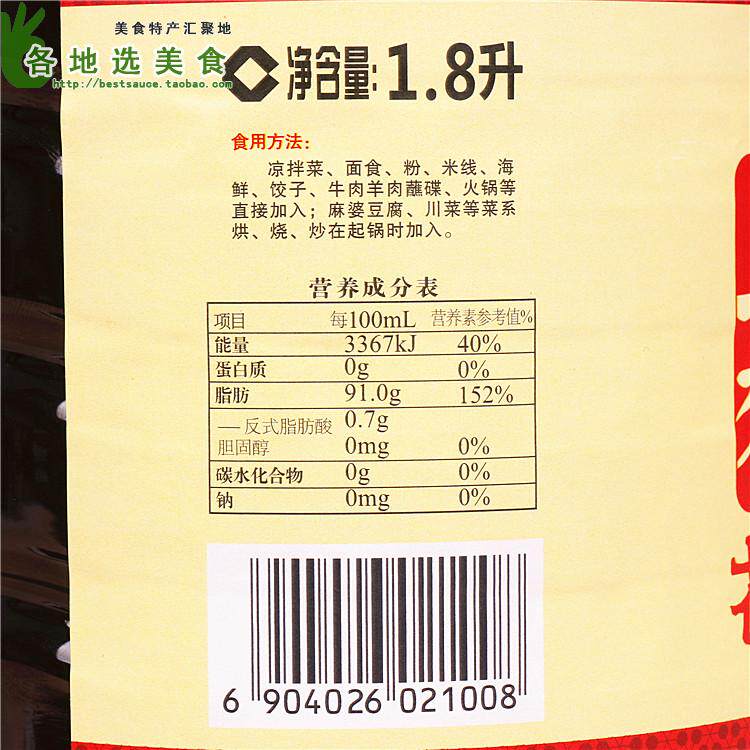 美食特产汇聚地
各地选美食
http://bestsauce.taobao.com/
净含量:1.8升
食用方法:
凉拌菜、面食、粉、米线、海
鲜、饺子、牛肉羊肉蘸碟、火锅等
直接加入；麻婆豆腐、川菜等菜系
烘、烧、炒在起锅时加入。
营养成分表
项目 每100mL 营养素参考值%
能量 3367kJ 40%
蛋白质 0g 0%
脂肪 91.0g 152%
—反式脂肪酸 0.7g
胆固醇 0mg 0%
碳水化合物 0g 0%
钠 0mg 0%
6 904026 021008